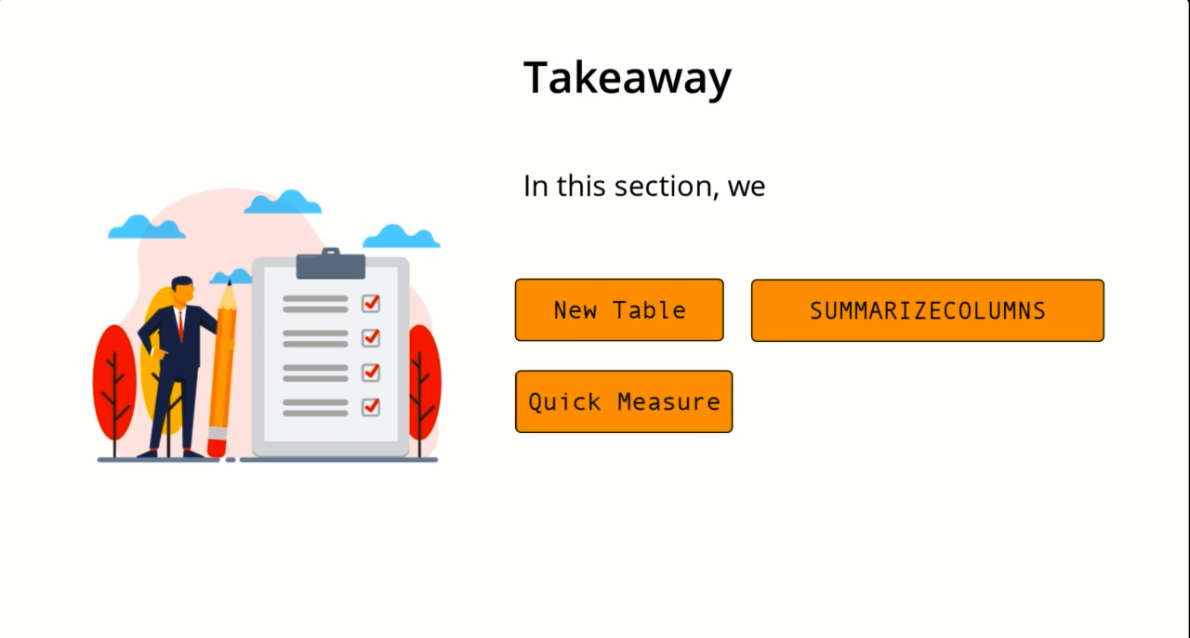 Takeaway
In this section, we
New Table
SUMMARIZECOLUMNS
Quick Measure